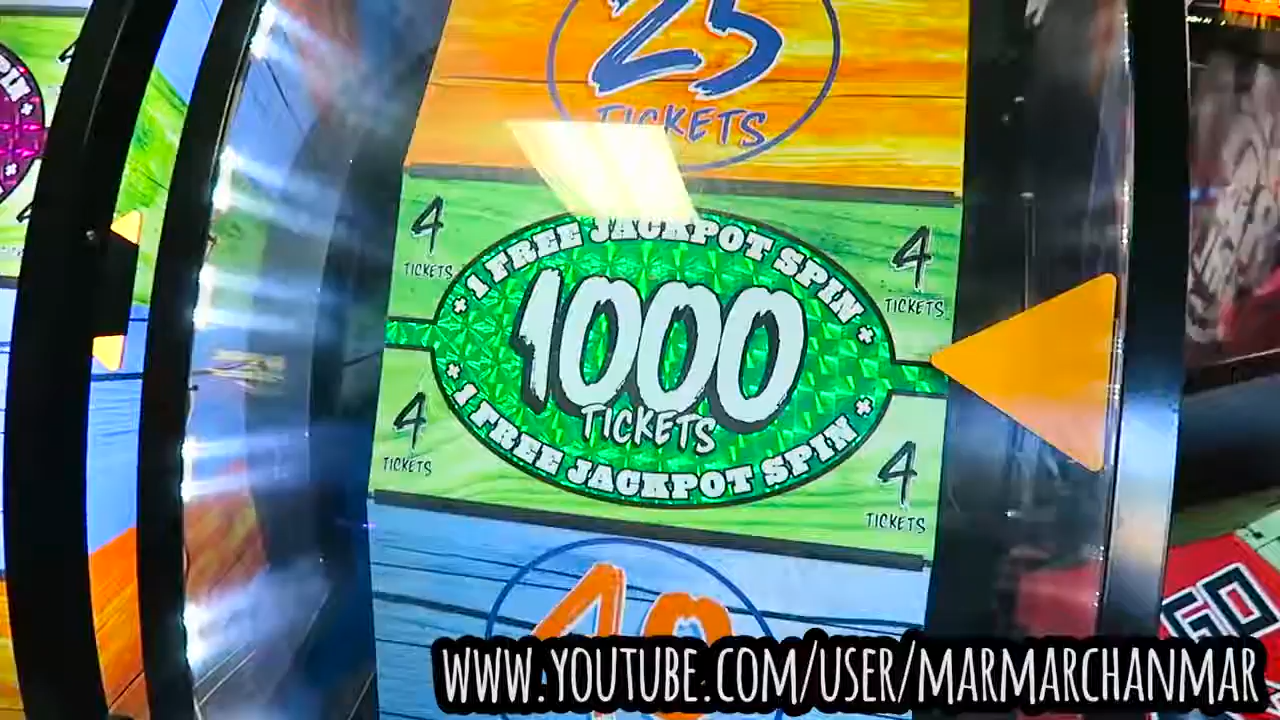 25
TICKETS
4
TICKETS
4
TICKETS
1 FREE JACKPOT SPIN
1000
TICKETS
1 FREE JACKPOT SPIN
4
TICKETS
4
TICKETS
GO
WWW.YOUTUBE.COM/USER/MARMARCHANMAR